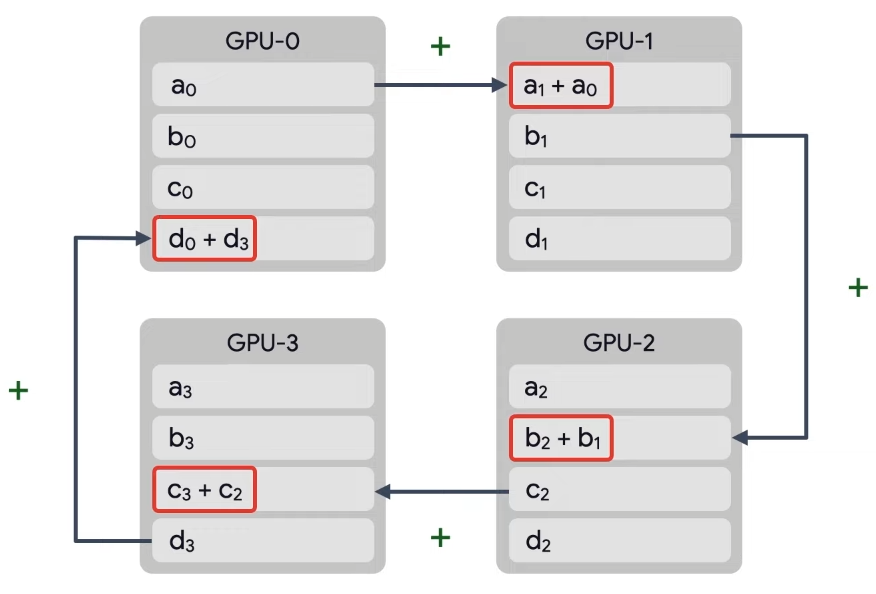 GPU-0
a₀
b₀
c₀
d₀ + d₃
+
GPU-1
a₁ + a₀
b₁
c₁
d₁
+
GPU-3
a₃
b₃
c₃ + c₂
d₃
+
GPU-2
a₂
b₂ + b₁
c₂
d₂
+